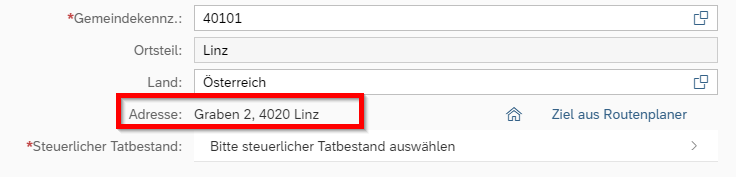 *Gemeindekennz.: 40101
Ortsteil: Linz
Land: Österreich
Adresse: Graben 2, 4020 Linz Ziel aus Routenplaner
*Steuerlicher Tatbestand: Bitte steuerlicher Tatbestand auswählen